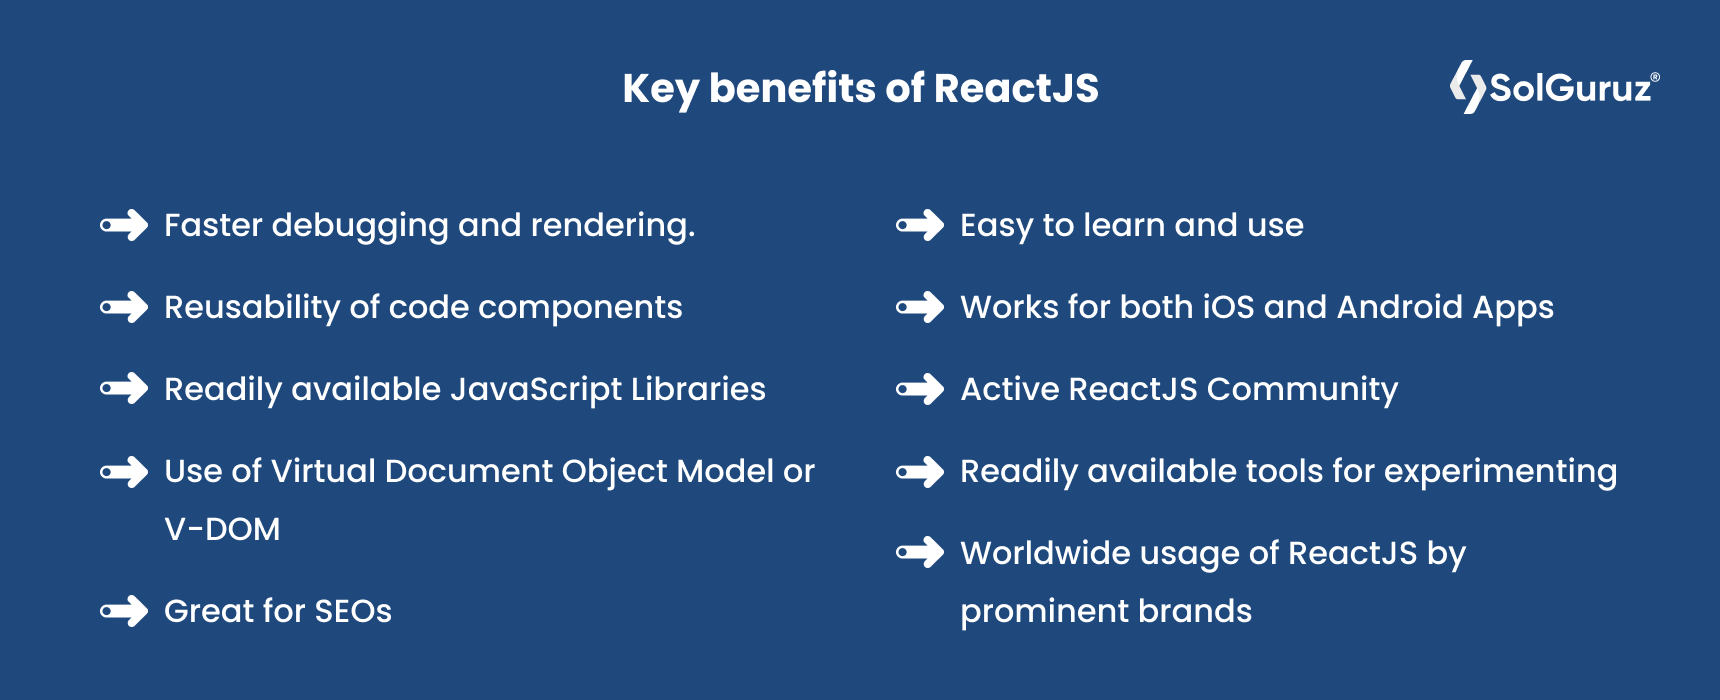 Key benefits of ReactJS
SolGuruz®
Faster debugging and rendering.
Reusability of code components
Readily available JavaScript Libraries
Use of Virtual Document Object Model or
V-DOM
Great for SEOs
Easy to learn and use
Works for both iOS and Android Apps
Active ReactJS Community
Readily available tools for experimenting
Worldwide usage of ReactJS by
prominent brands